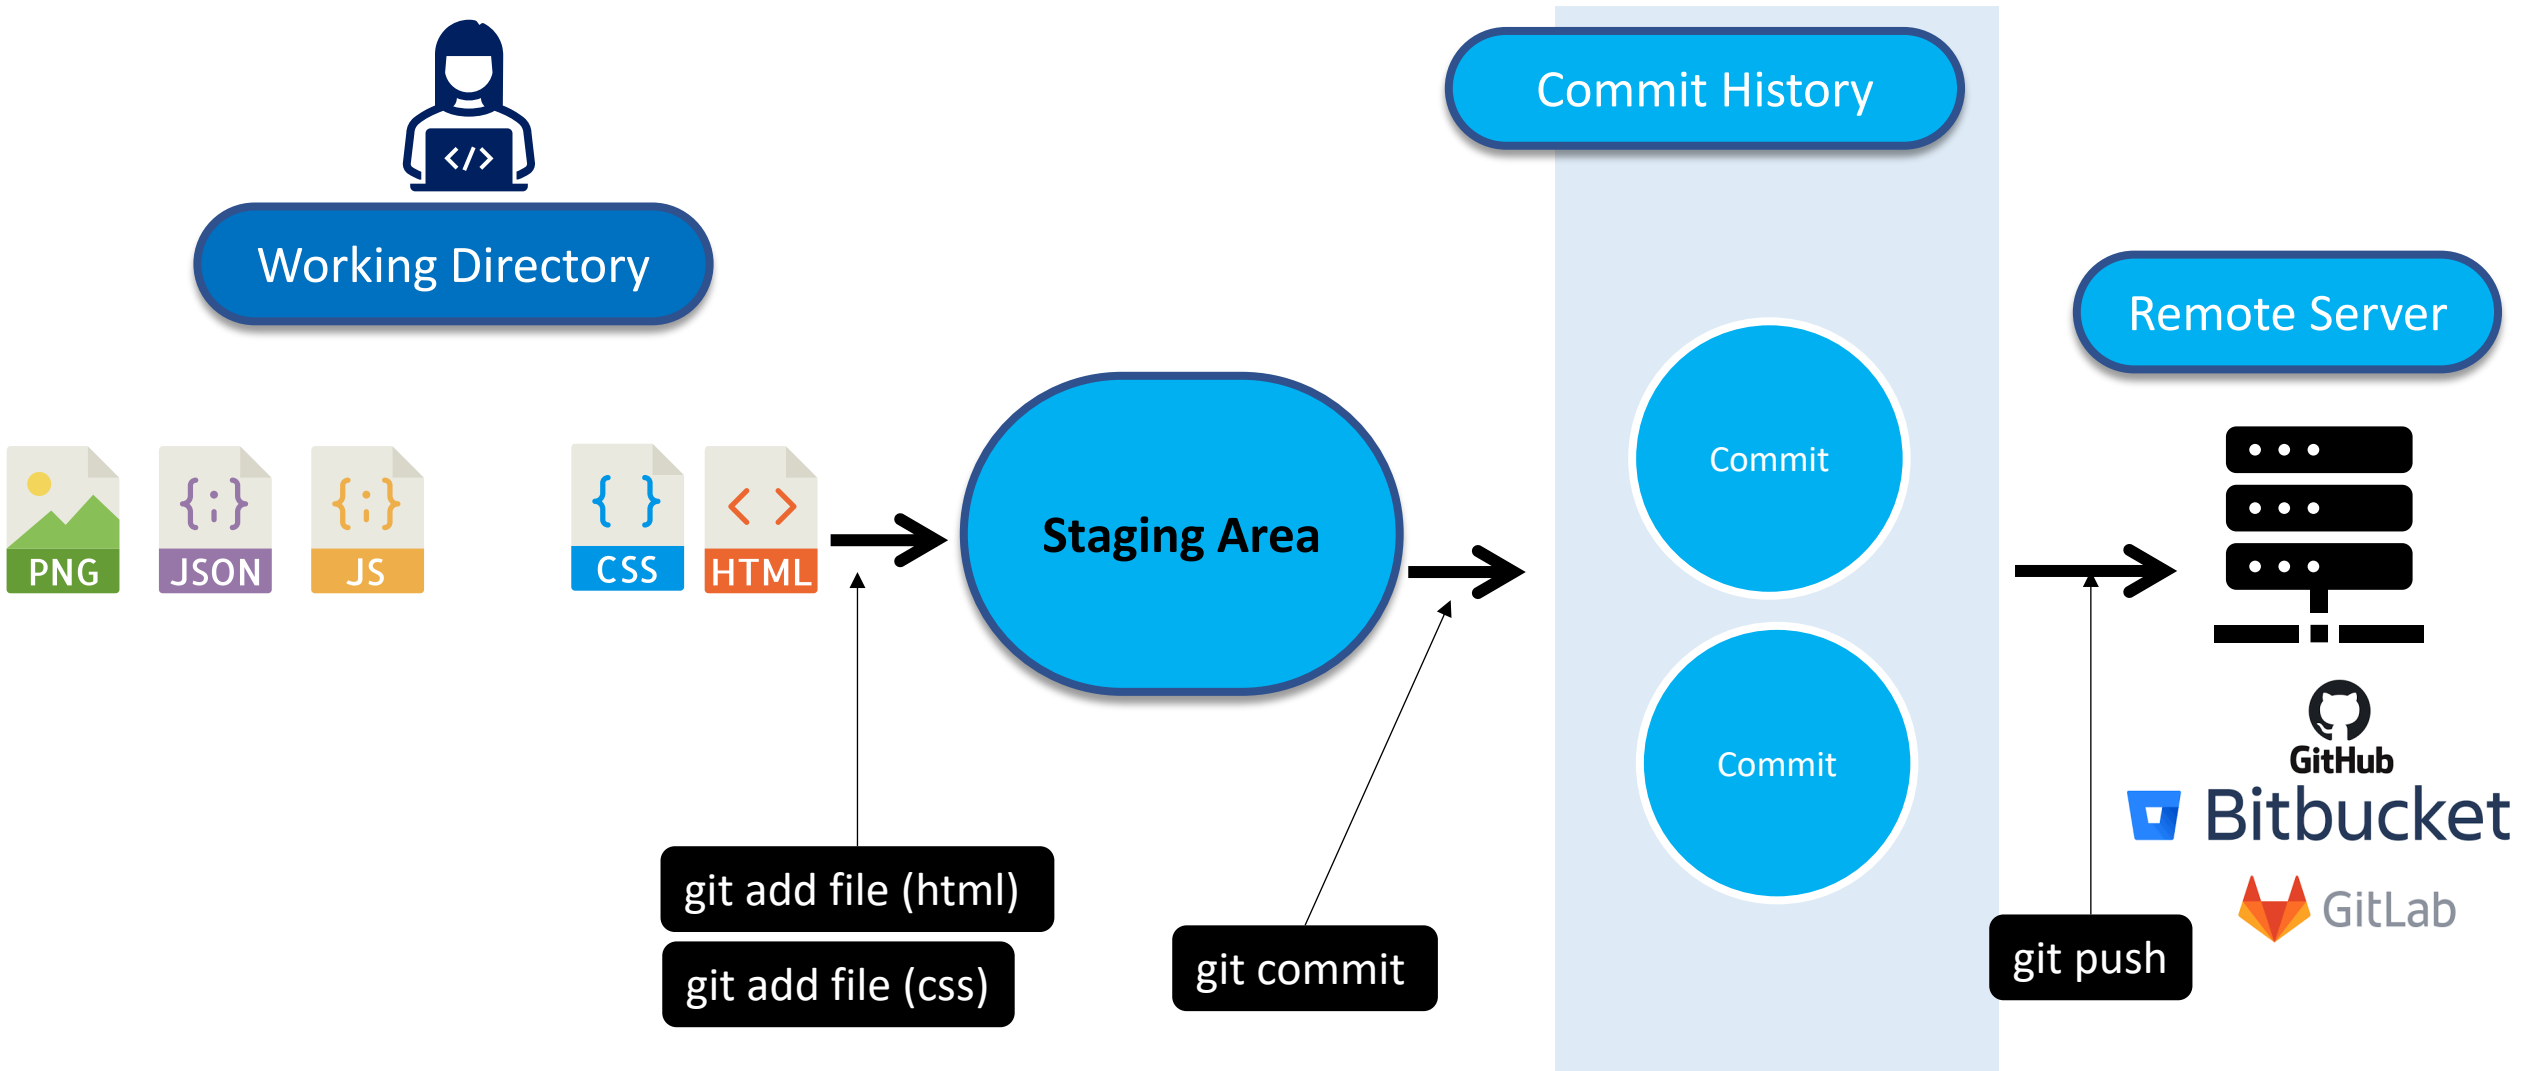 </>
Working Directory
PNG
JSON
JS
CSS
HTML
git add file (html)
git add file (css)
Staging Area
git commit
Commit History
Commit
Commit
git push
Remote Server
GitHub
Bitbucket
GitLab